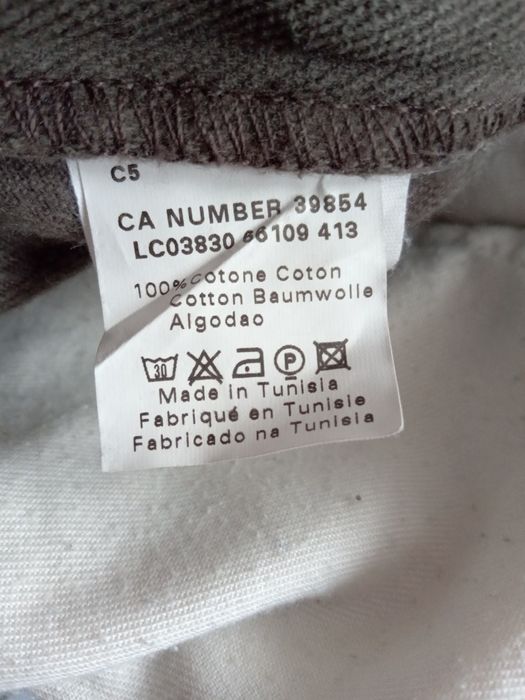 C5
CA NUMBER 39854
LC03830 66109 413
100% Cotone Coton
Cotton Baumwolle
Algodao
30 P
Made in Tunisia
Fabriqué en Tunisie
Fabricado na Tunisia